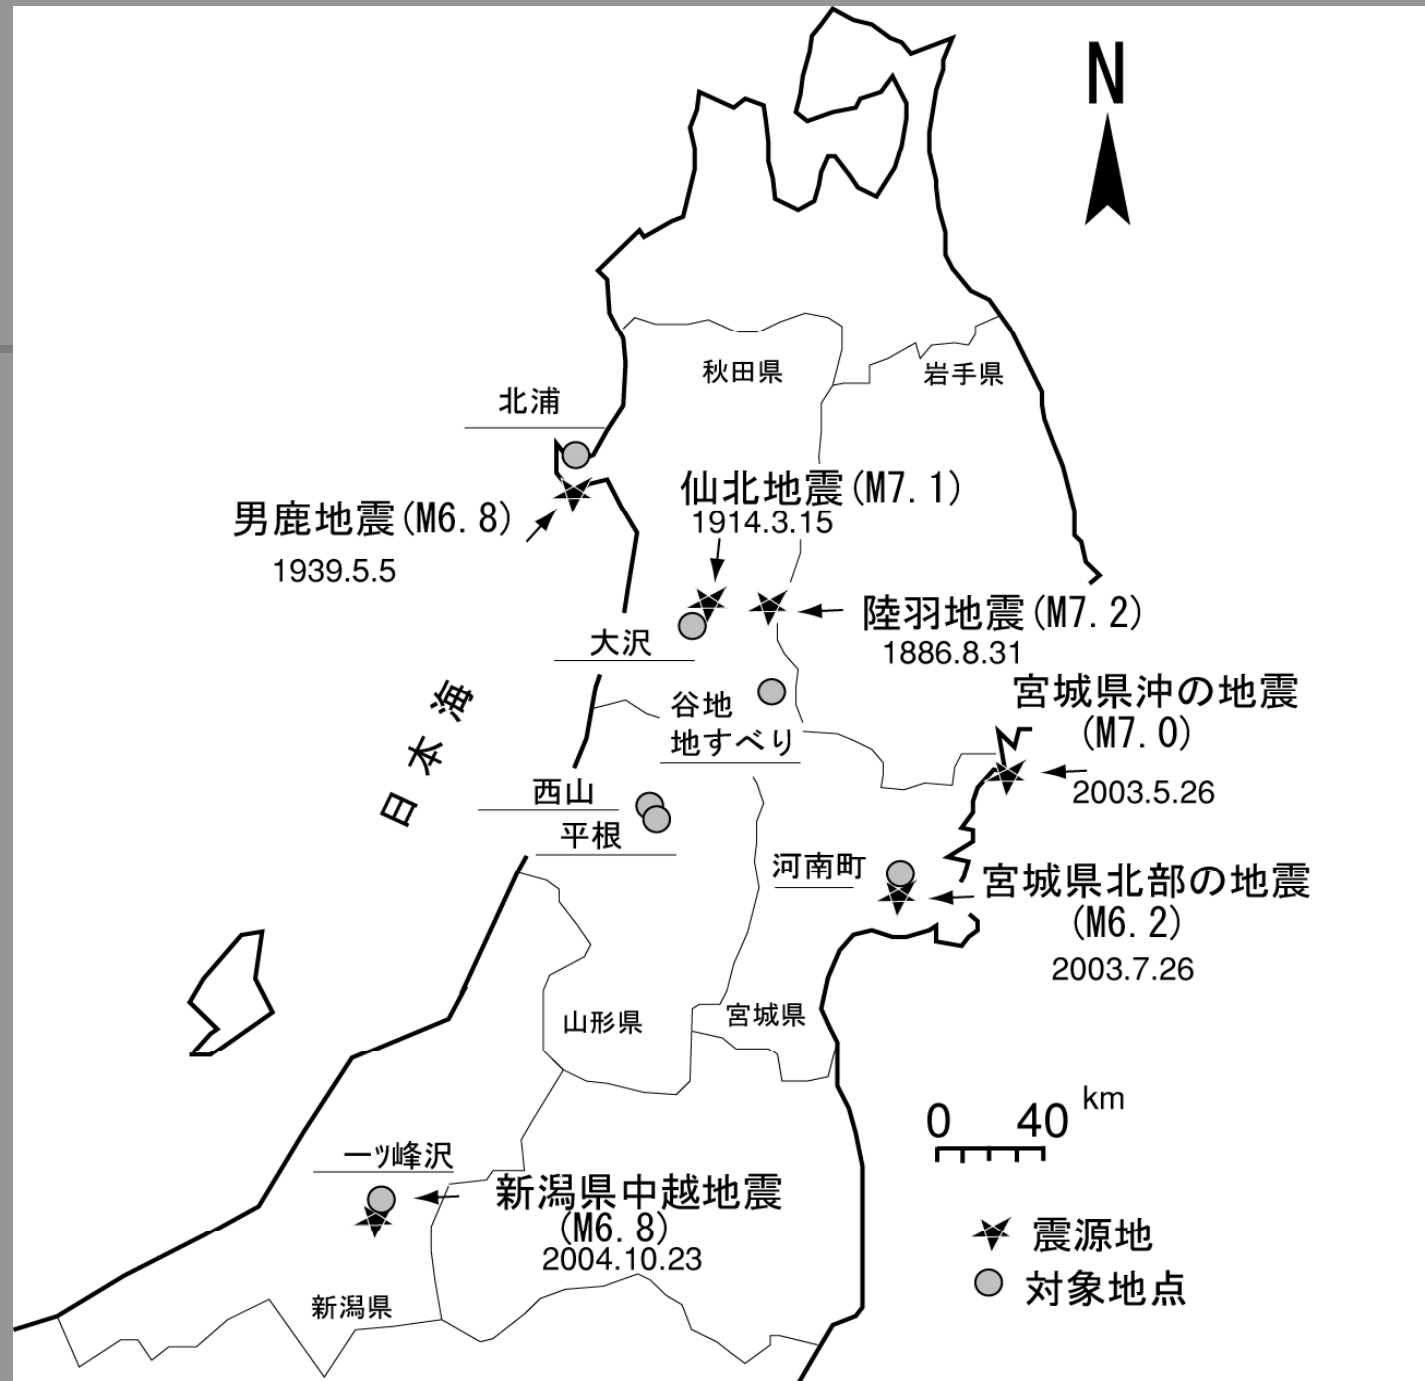 N
秋田県
岩手県
北浦
仙北地震(M7.1)
1914.3.15
男鹿地震(M6.8)
1939.5.5
陸羽地震(M7.2)
1886.8.31
大沢
宮城県沖の地震
(M7.0)
2003.5.26
谷地
地すべり
日本海
西山
平根
河南町
宮城県北部の地震
(M6.2)
2003.7.26
山形県
宮城県
0 40 km
一ッ峰沢
新潟県中越地震
(M6.8)
2004.10.23
震源地
対象地点
新潟県